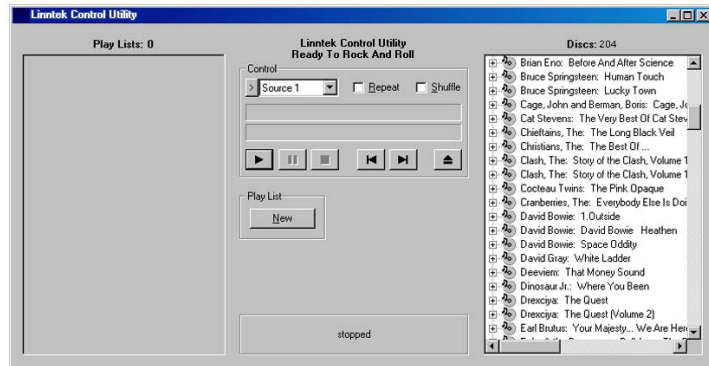 Linntek Control Utility
Play Lists: 0
Linntek Control Utility
Ready To Rock And Roll
Control
Source 1
Repeat
Shuffle
Play List
New
stopped
Discs: 204
Brian Eno: Before And After Science
Bruce Springsteen: Human Touch
Bruce Springsteen: Lucky Town
Cage, John and Berman, Boris: Cage, Jo
Cat Stevens: The Very Best Of Cat Stev
Chieftains, The: The Long Black Veil
Christians, The: The Best Of ...
Clash, The: Story of the Clash, Volume 1
Clash, The: Story of the Clash, Volume 1
Cocteau Twins: The Pink Opaque
Cranberries, The: Everybody Else Is Doi
David Bowie: 1.Outside
David Bowie: David Bowie Heathen
David Bowie: Space Oddity
David Gray: White Ladder
Deeviem: That Money Sound
Dinosaur Jr.: Where You Been
Drexciya: The Quest
Drexciya: The Quest (Volume 2)
Earl Brutus: Your Majesty... We Are Here